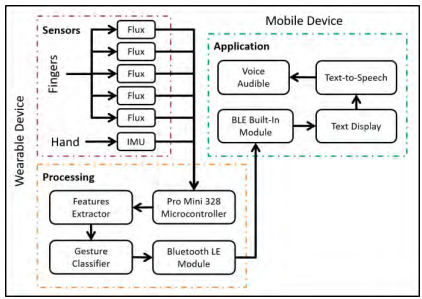 Mobile Device
Wearable Device
Sensors
Fingers
Flux
Flux
Flux
Flux
Flux
Hand
IMU
Application
Voice
Audible
Text-to-Speech
BLE Built-In
Module
Text Display
Processing
Features
Extractor
Pro Mini 328
Microcontroller
Gesture
Classifier
Bluetooth LE
Module